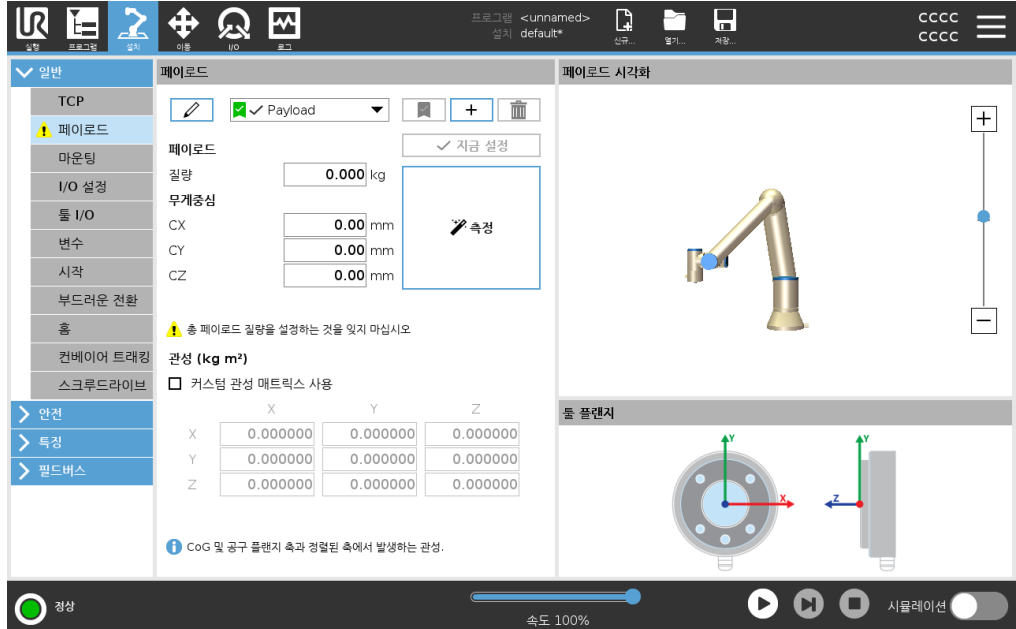 프로그램 <unnamed>
설치 default*
cccc
cccc
실행 프로그램 설치 이동 I/O 로그 신규... 열기... 저장...
일반
TCP
페이로드
마운팅
I/O 설정
툴 I/O
변수
시작
부드러운 전환
홈
컨베이어 트래킹
스크루드라이브
안전
특징
필드버스
페이로드
Payload
지금 설정
페이로드
질량 0.000 kg
무게중심
CX 0.00 mm
CY 0.00 mm
CZ 0.00 mm
측정
총 페이로드 질량을 설정하는 것을 잊지 마십시오
관성 (kg m²)
커스텀 관성 매트릭스 사용
X Y Z
X 0.000000 0.000000 0.000000
Y 0.000000 0.000000 0.000000
Z 0.000000 0.000000 0.000000
CoG 및 공구 플랜지 축과 정렬된 축에서 발생하는 관성.
페이로드 시각화
툴 플랜지
Y Y
X Z
정상
속도 100%
시뮬레이션